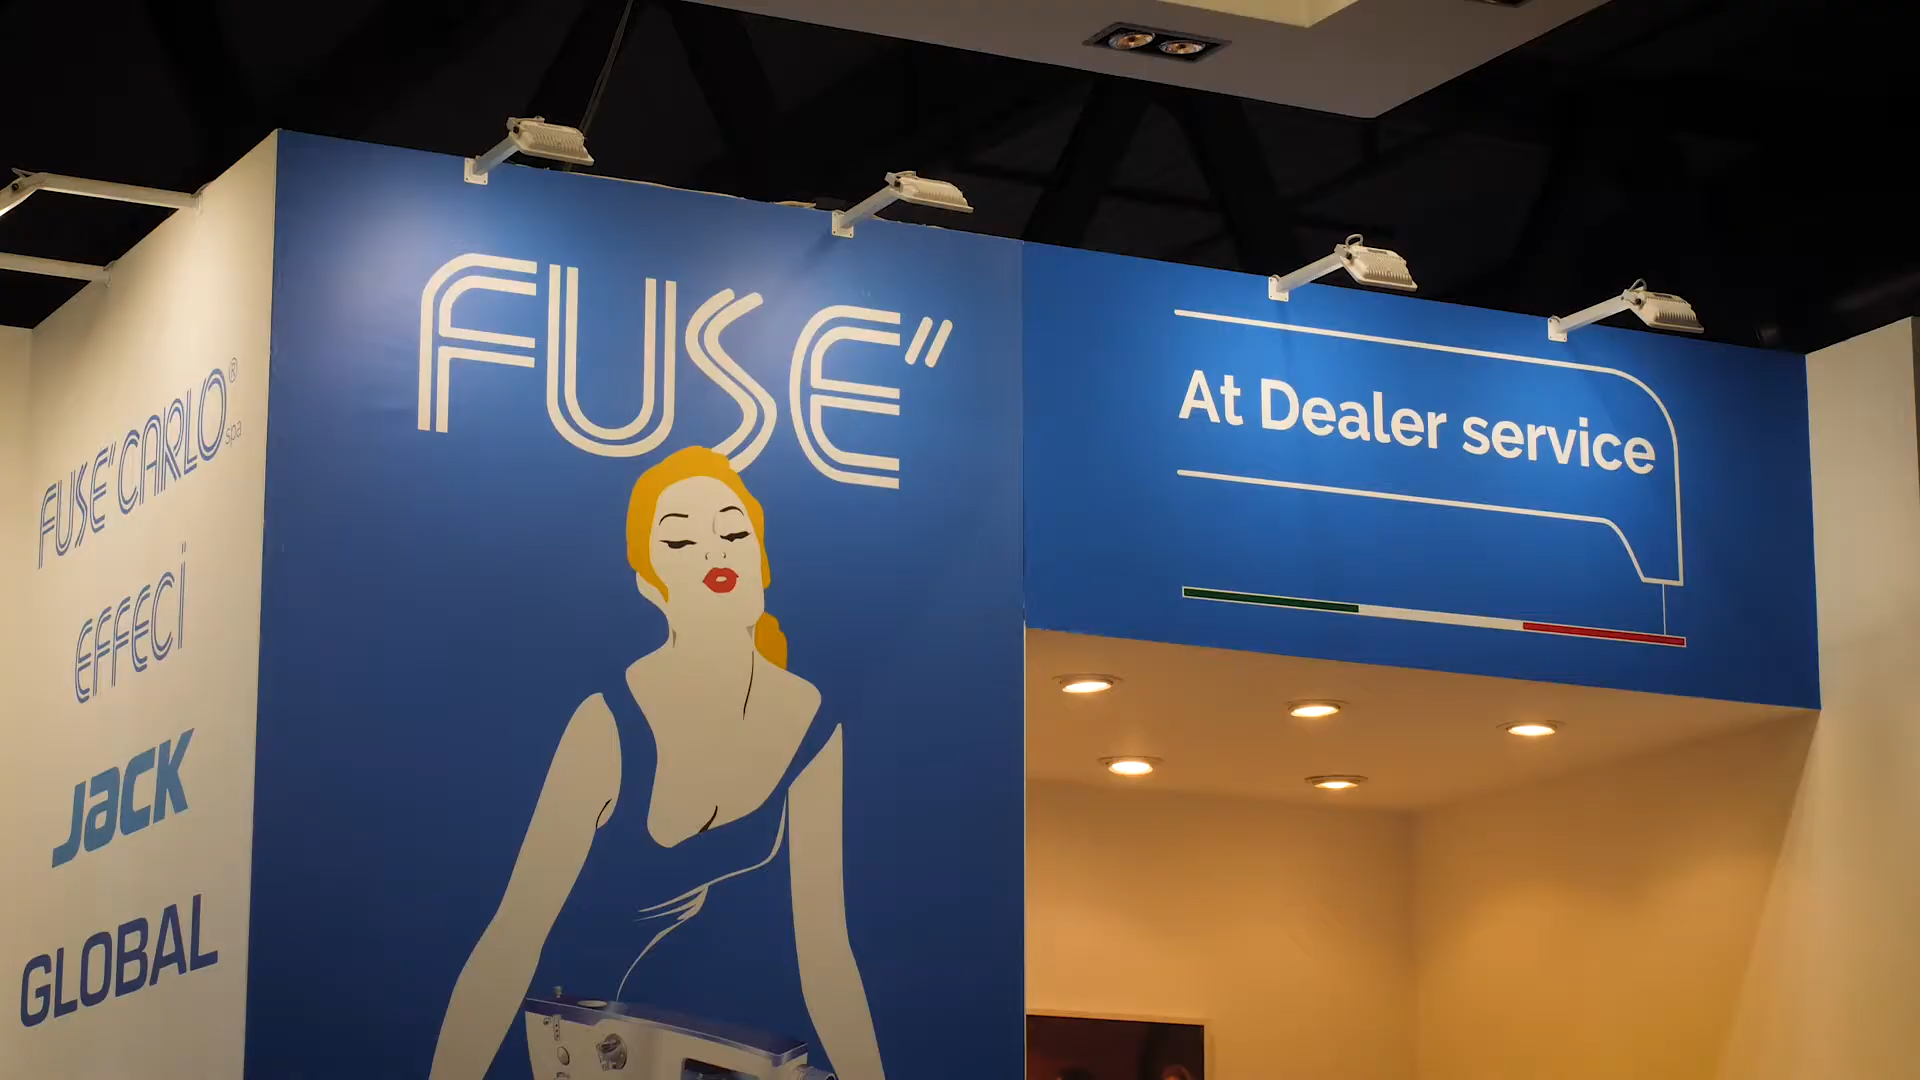 FUSE" CARLO®
spa
EFFECI
JACK
GLOBAL
FUSE"
At Dealer service